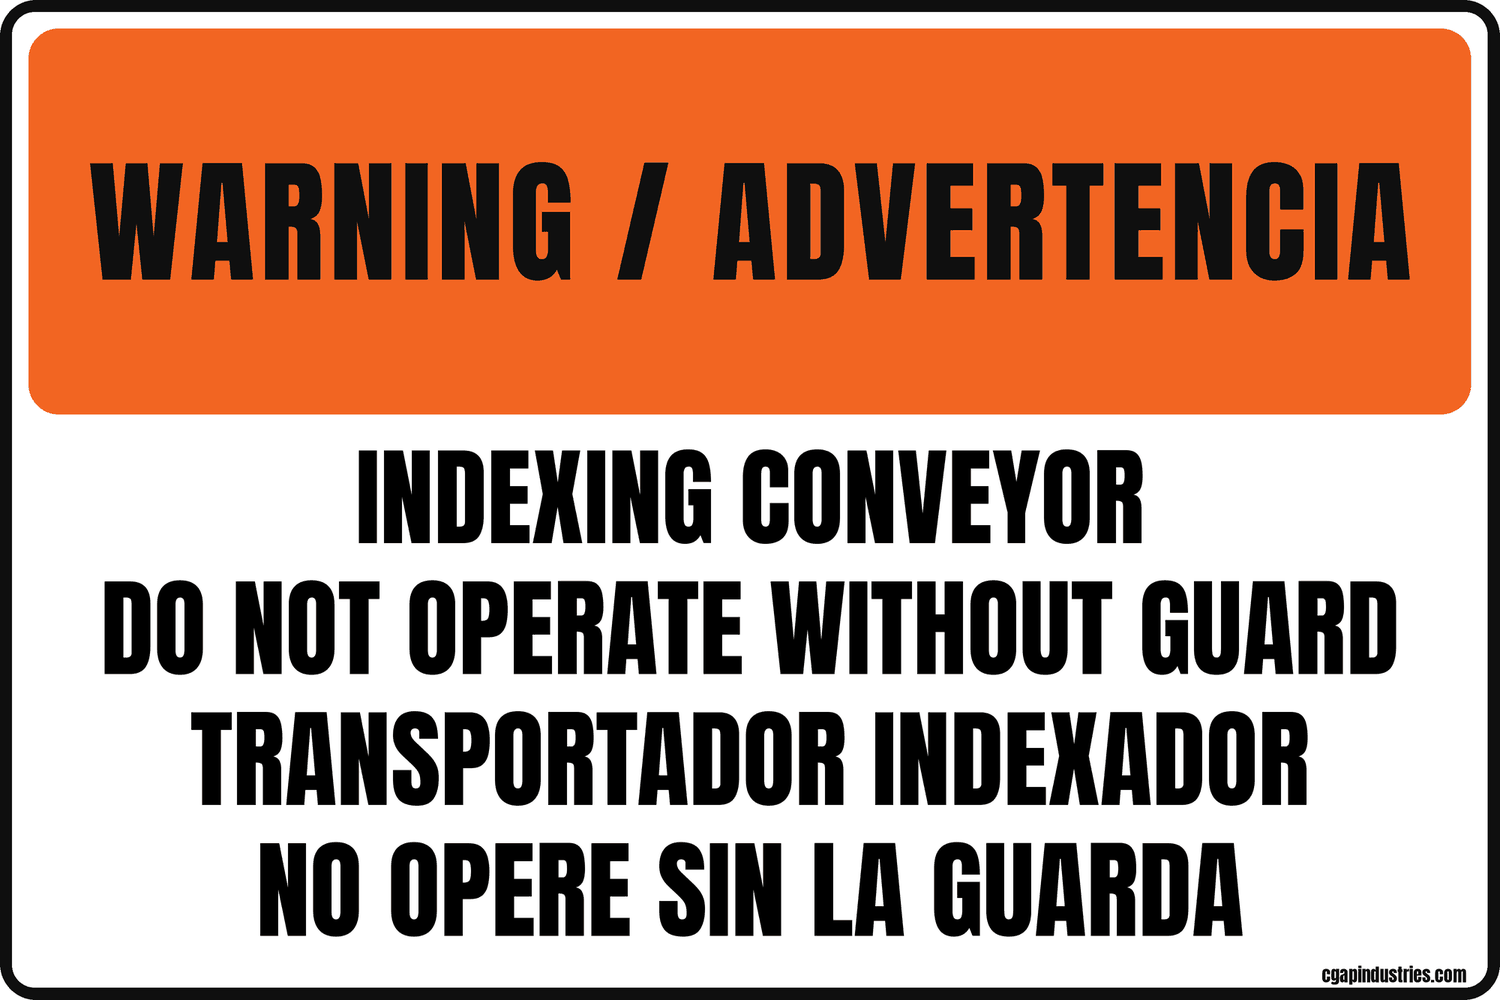 WARNING / ADVERTENCIA
INDEXING CONVEYOR
DO NOT OPERATE WITHOUT GUARD
TRANSPORTADOR INDEXADOR
NO OPERE SIN LA GUARDA
cgapindustries.com